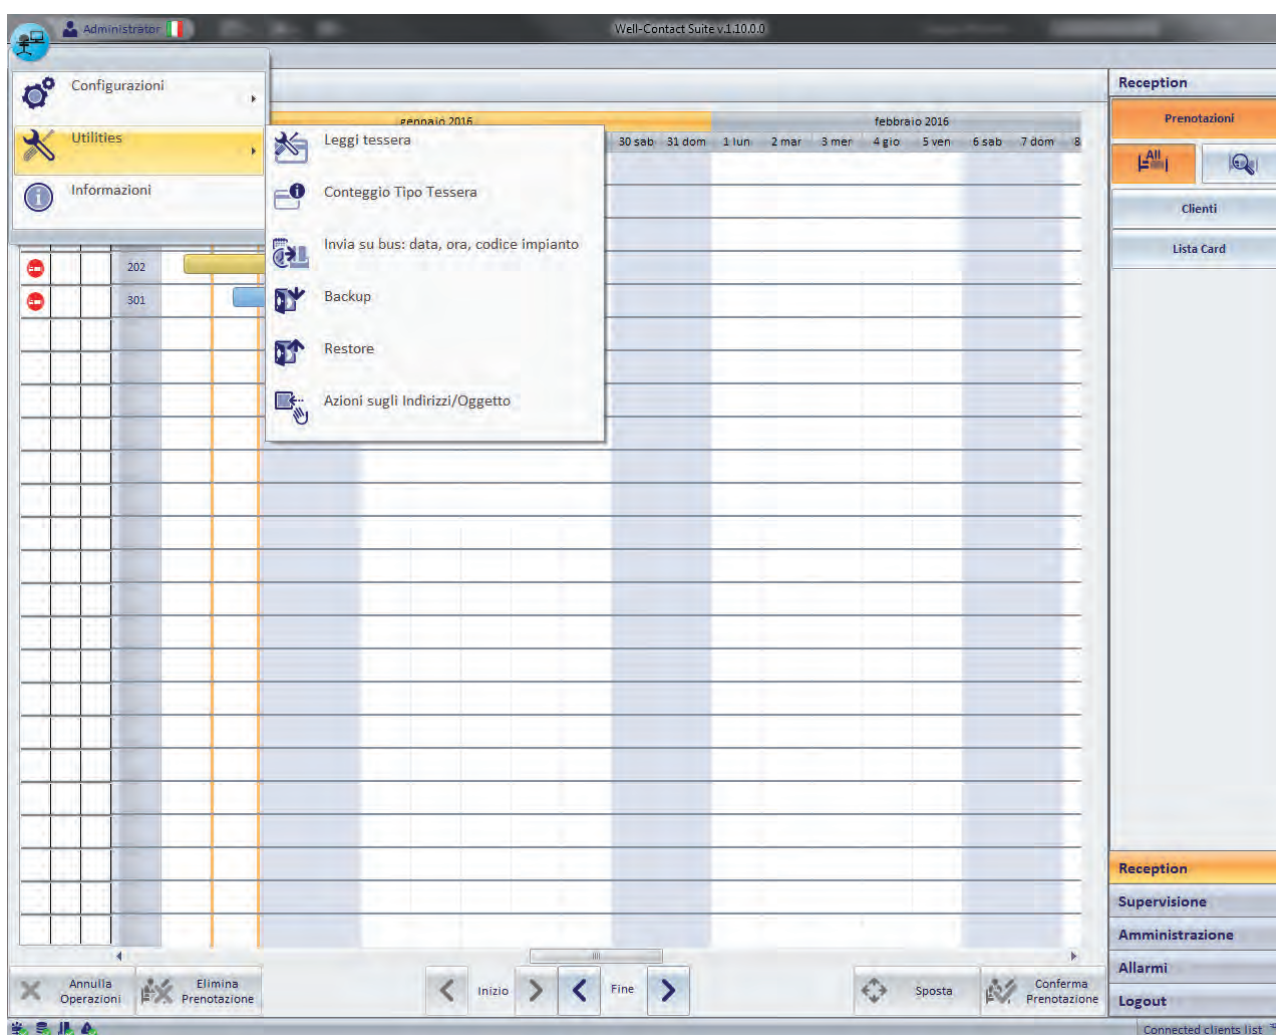 Administrator
Well-Contact Suite v.1.10.0.0
Configurazioni
Utilities
Informazioni
gennaio 2016
febbraio 2016
30 sab 31 dom 1 lun 2 mar 3 mer 4 gio 5 ven 6 sab 7 dom 8
Leggi tessera
Conteggio Tipo Tessera
Invia su bus: data, ora, codice impianto
Backup
Restore
Azioni sugli Indirizzi/Oggetto
202
301
Reception
Prenotazioni
All
Clienti
Lista Card
Reception
Supervisione
Amministrazione
Allarmi
Logout
Annulla
Operazioni
Elimina
Prenotazione
Inizio
Fine
Sposta
Conferma
Prenotazione
Connected clients list